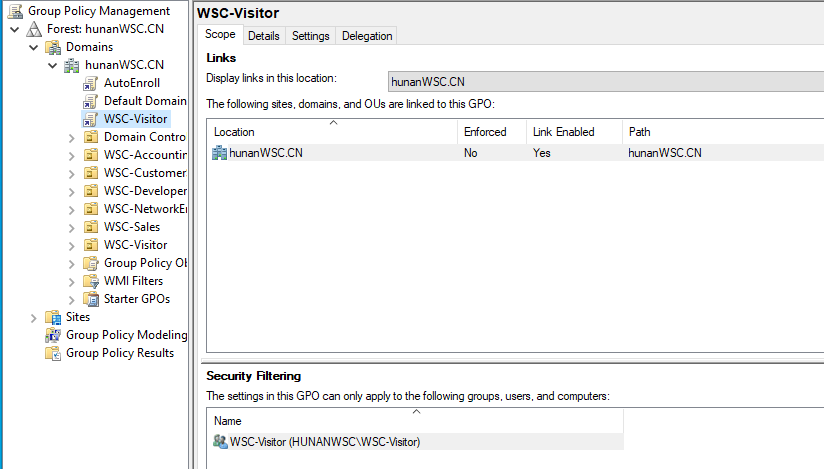 Group Policy Management
Forest: hunanWSC.CN
Domains
hunanWSC.CN
AutoEnroll
Default Domain
WSC-Visitor
Domain Contro
WSC-Accountin
WSC-Customer
WSC-Developer
WSC-NetworkEn
WSC-Sales
WSC-Visitor
Group Policy Ob
WMI Filters
Starter GPOs
Sites
Group Policy Modeling
Group Policy Results
WSC-Visitor
Scope Details Settings Delegation
Links
Display links in this location: hunanWSC.CN
The following sites, domains, and OUs are linked to this GPO:
Location Enforced Link Enabled Path
hunanWSC.CN No Yes hunanWSC.CN
Security Filtering
The settings in this GPO can only apply to the following groups, users, and computers:
Name
WSC-Visitor (HUNANWSC\WSC-Visitor)